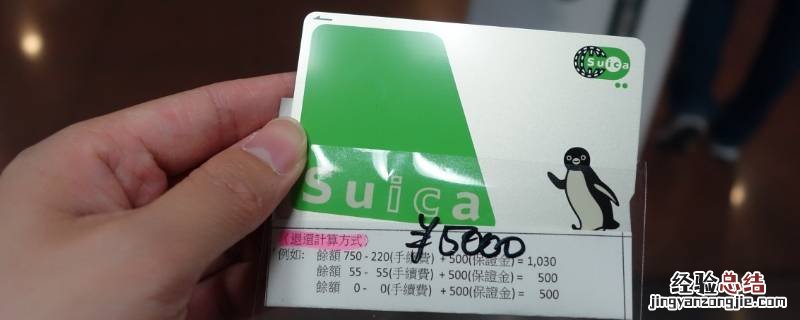 Suica
Suica
¥5000
(退還計算方式)
例如: 餘額 750 - 220(手續費) + 500(保證金) = 1,030
餘額 55 - 55(手續費) + 500(保證金) = 500
餘額 0 - 0(手續費) + 500(保證金) = 500
经验总结
jingyanzongjie.com